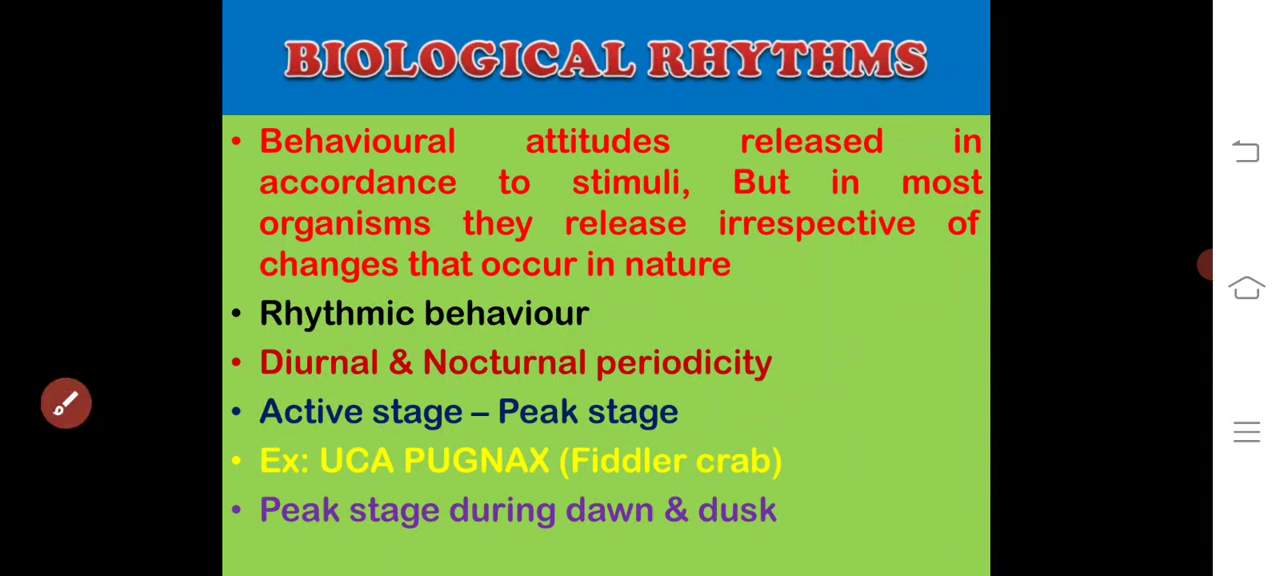 BIOLOGICAL RHYTHMS
• Behavioural attitudes released in
accordance to stimuli, But in most
organisms they release irrespective of
changes that occur in nature
• Rhythmic behaviour
• Diurnal & Nocturnal periodicity
• Active stage – Peak stage
• Ex: UCA PUGNAX (Fiddler crab)
• Peak stage during dawn & dusk